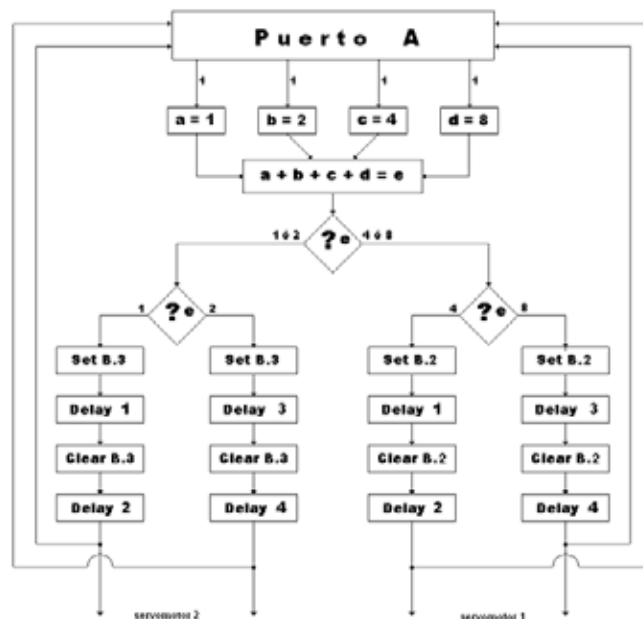 Puerto A
1 1 1 1
a = 1 b = 2 c = 4 d = 8
a + b + c + d = e
1 ó 2 ? e 4 ó 8
1 ? e 2 4 ? e 8
Set B.3 Set B.3 Set B.2 Set B.2
Delay 1 Delay 3 Delay 1 Delay 3
Clear B.3 Clear B.3 Clear B.2 Clear B.2
Delay 2 Delay 4 Delay 2 Delay 4
servomotor 2 servomotor 1